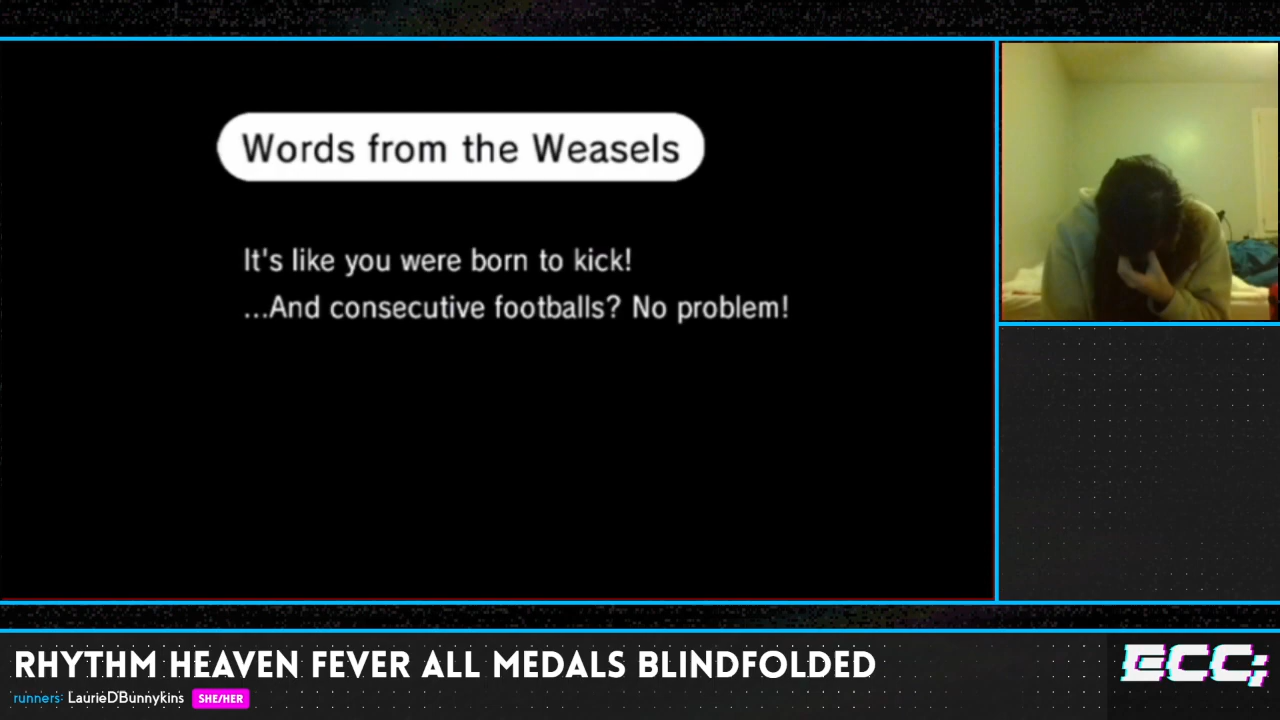 Words from the Weasels
It's like you were born to kick!
...And consecutive footballs? No problem!
RHYTHM HEAVEN FEVER ALL MEDALS BLINDFOLDED
runners: LaurieDBunnykins SHE/HER
ECC;